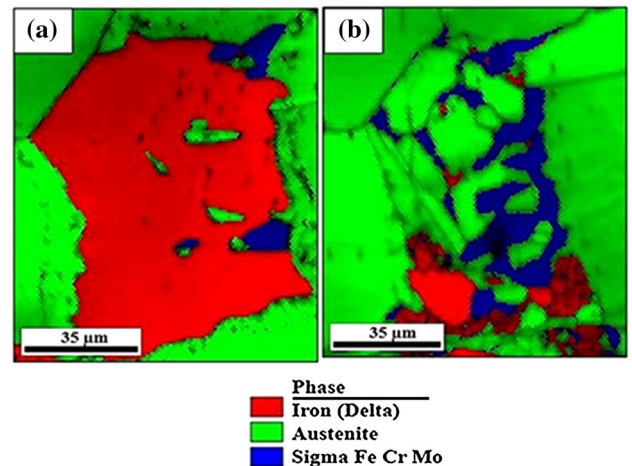 (a)
(b)
35 µm
35 µm
Phase
Iron (Delta)
Austenite
Sigma Fe Cr Mo